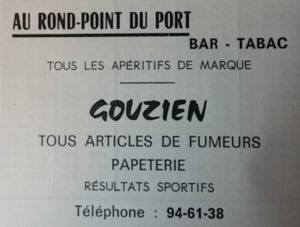 AU ROND-POINT DU PORT
BAR - TABAC
TOUS LES APÉRITIFS DE MARQUE
GOUZIEN
TOUS ARTICLES DE FUMEURS
PAPETERIE
RÉSULTATS SPORTIFS
Téléphone : 94-61-38